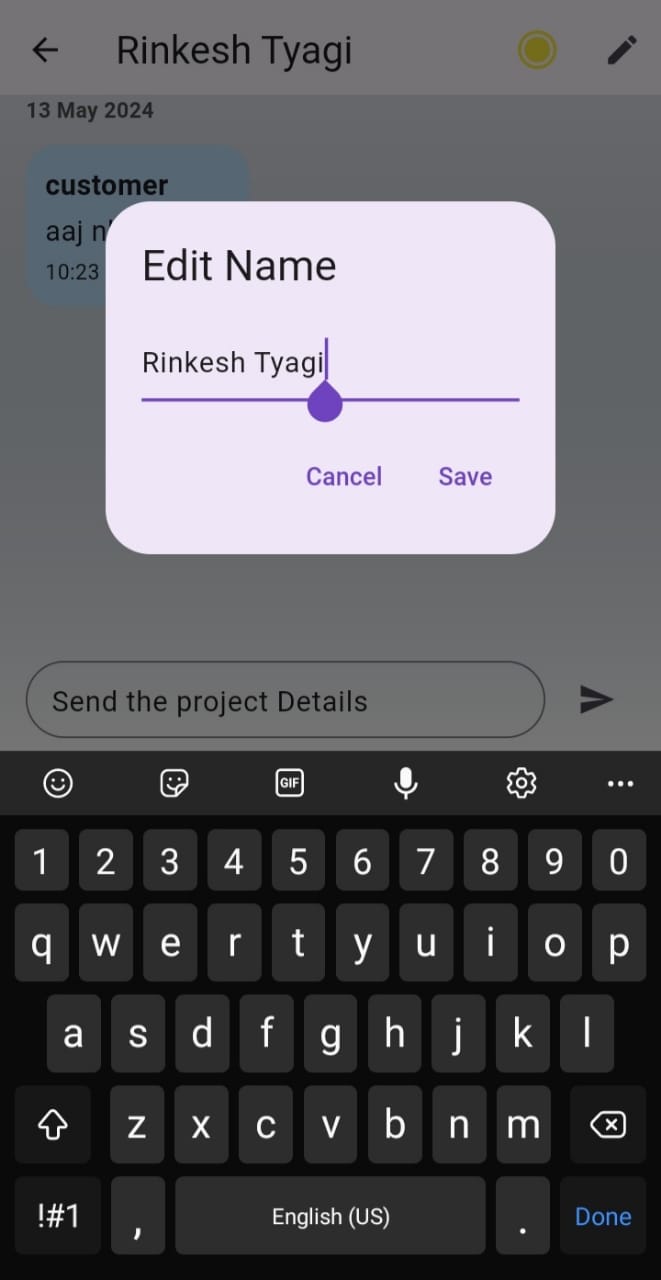 Rinkesh Tyagi
13 May 2024
customer
aaj
10:23
Edit Name
Rinkesh Tyagi
Cancel Save
Send the project Details
GIF
1 2 3 4 5 6 7 8 9 0
q w e r t y u i o p
a s d f g h j k l
z x c v b n m
!#1 , English (US) . Done